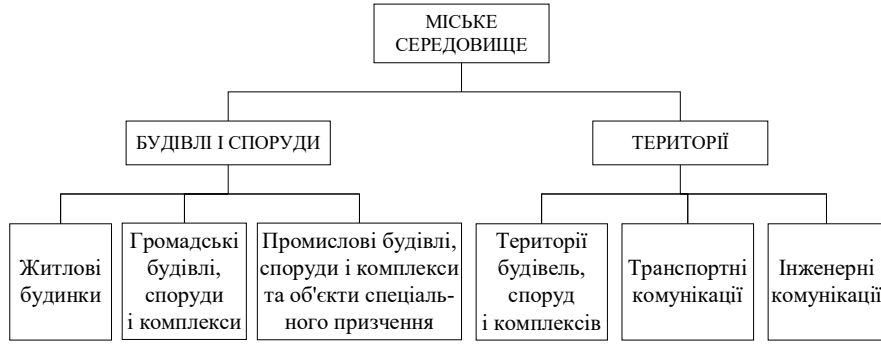 МІСЬКЕ
СЕРЕДОВИЩЕ
БУДІВЛІ І СПОРУДИ
ТЕРИТОРІЇ
Житлові
будинки
Громадські
будівлі,
споруди
і комплекси
Промислові будівлі,
споруди і комплекси
та об'єкти спеціаль-
ного призчення
Території
будівель,
споруд
і комплексів
Транспортні
комунікації
Інженерні
комунікації